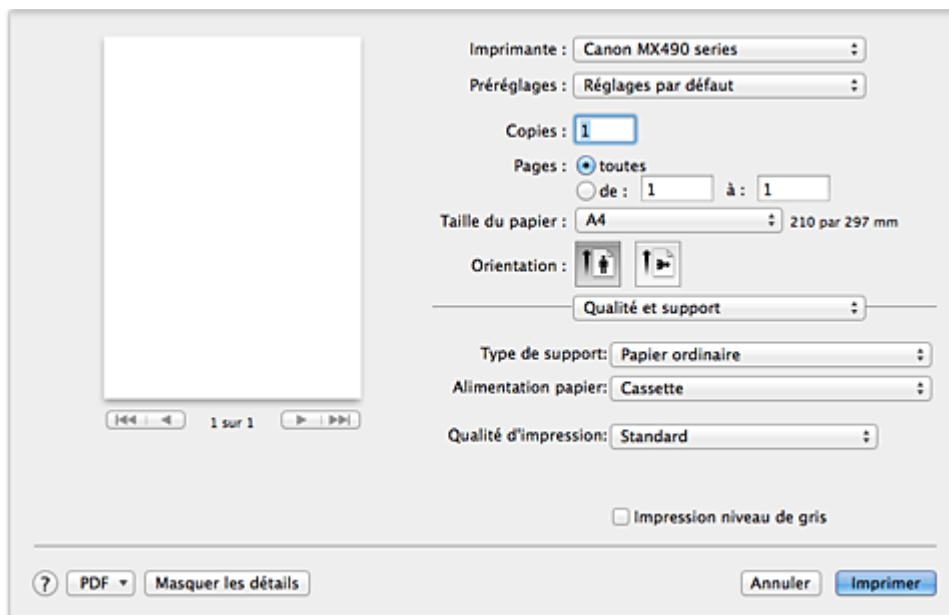 Imprimante : Canon MX490 series
Préréglages : Réglages par défaut
Copies : 1
Pages : toutes
de : 1 à : 1
Taille du papier : A4 210 par 297 mm
Orientation :
Qualité et support
Type de support: Papier ordinaire
Alimentation papier: Cassette
1 sur 1
Qualité d'impression: Standard
Impression niveau de gris
? PDF Masquer les détails Annuler Imprimer